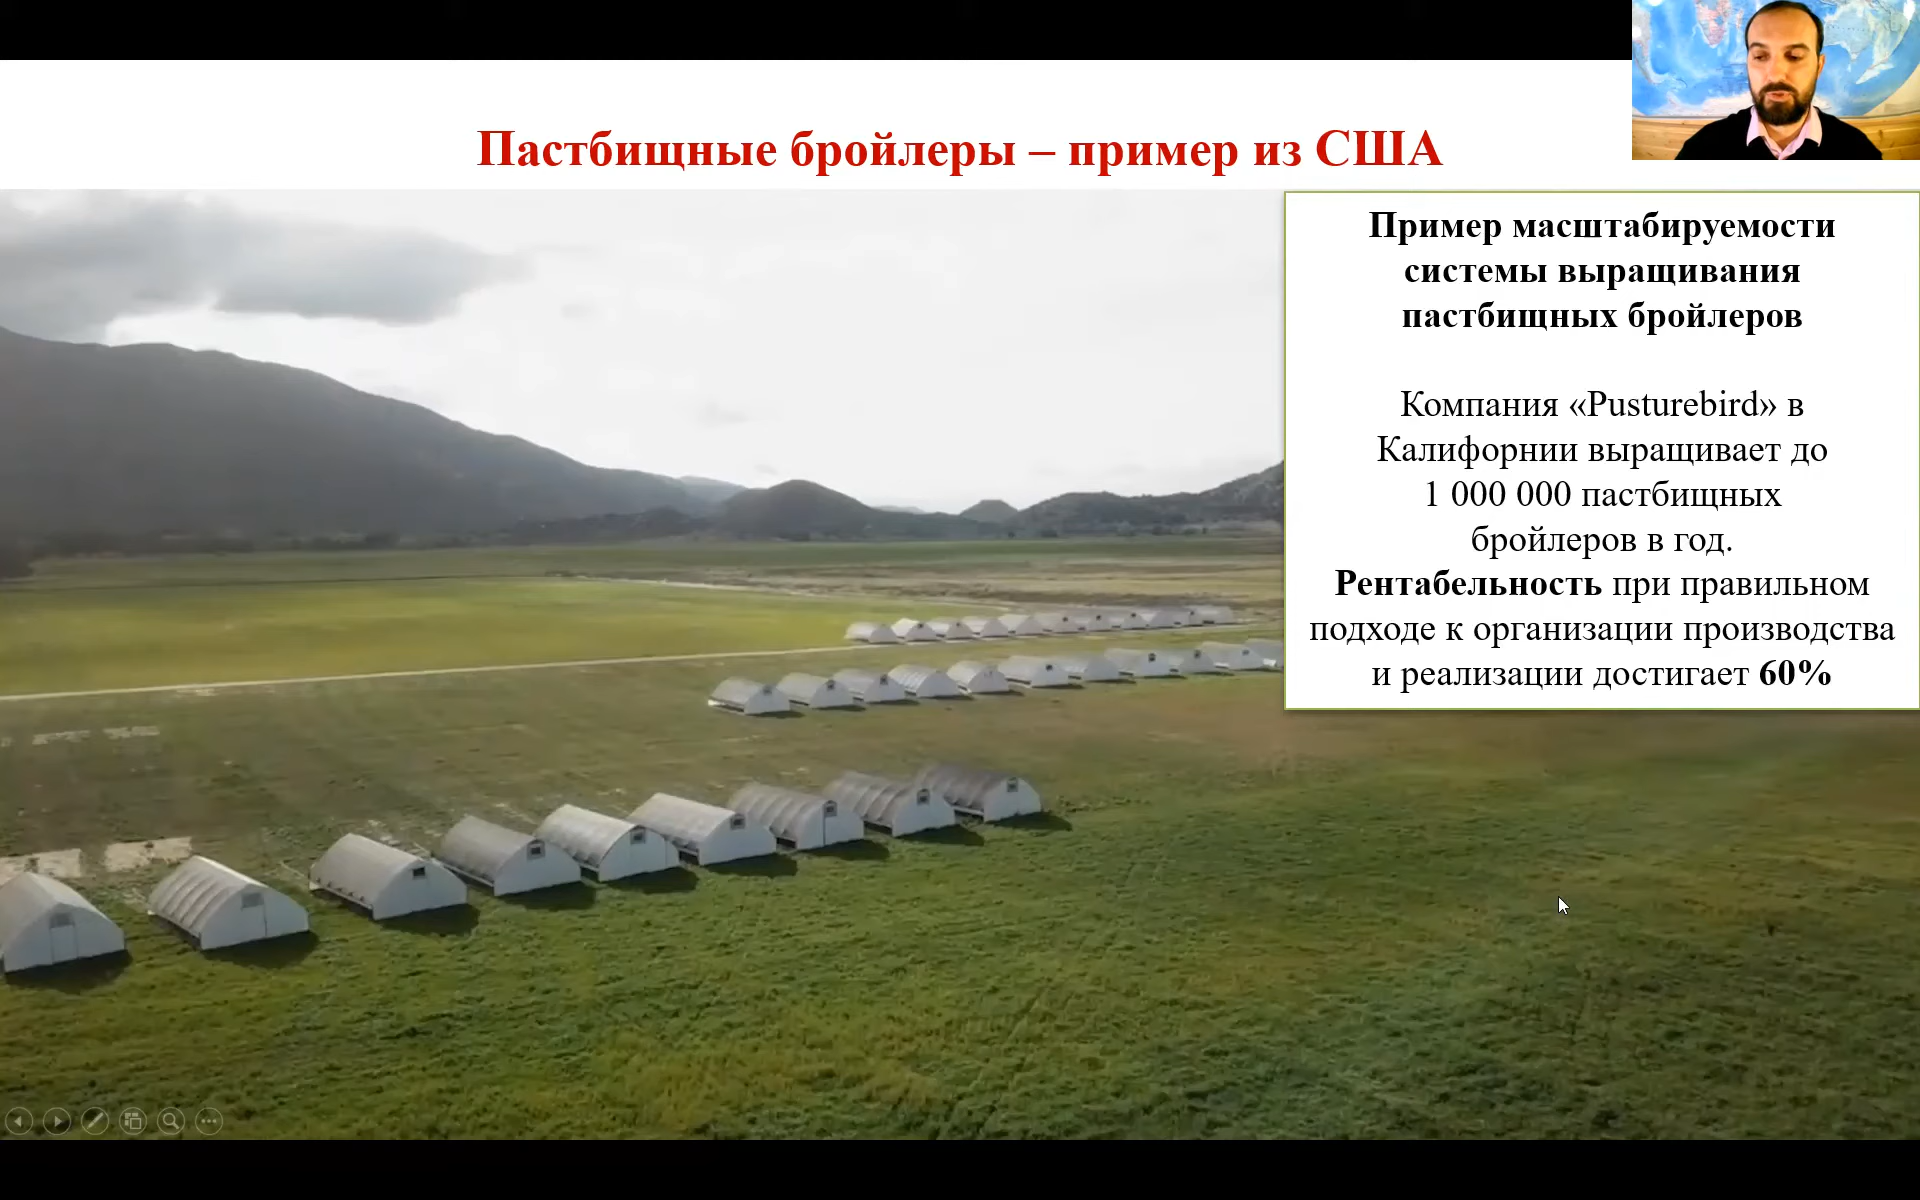 Пастбищные бройлеры – пример из США
Пример масштабируемости
системы выращивания
пастбищных бройлеров
Компания «Pusturebird» в
Калифорнии выращивает до
1 000 000 пастбищных
бройлеров в год.
Рентабельность при правильном
подходе к организации производства
и реализации достигает 60%